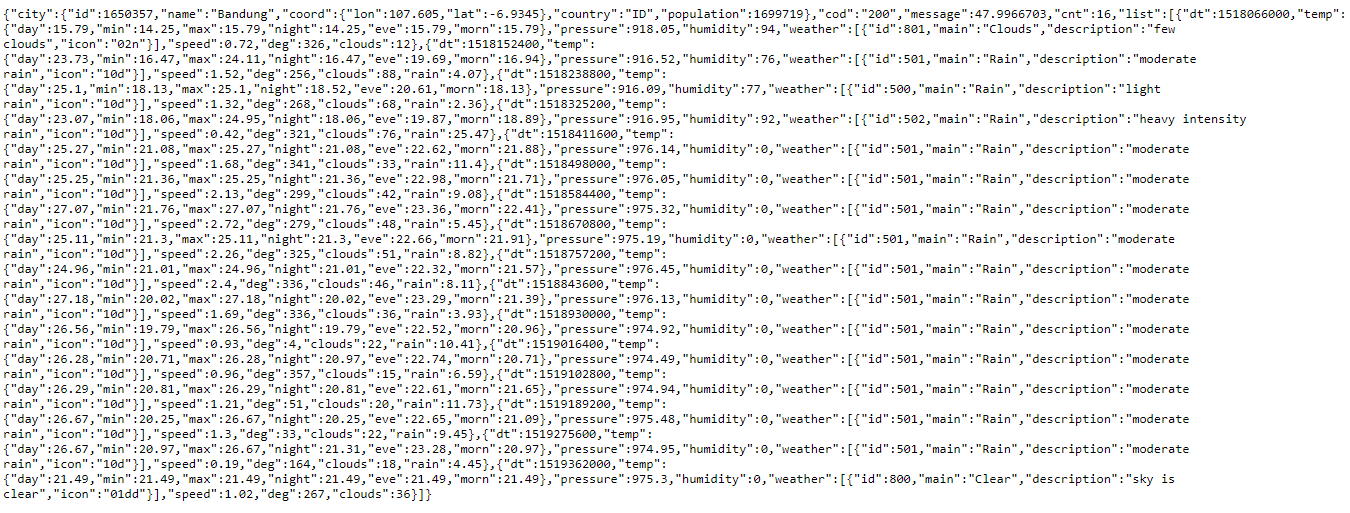 {"city":{"id":1650357,"name":"Bandung","coord":{"lon":107.605,"lat":-6.9345},"country":"ID","population":1699719},"cod":"200","message":47.9966703,"cnt":16,"list":[{"dt":1518066000,"temp":
{"day":15.79,"min":14.25,"max":15.79,"night":14.25,"eve":15.79,"morn":15.79},"pressure":918.05,"humidity":94,"weather":[{"id":801,"main":"Clouds","description":"few
clouds","icon":"02n"}],"speed":0.72,"deg":326,"clouds":12},{"dt":1518152400,"temp":
{"day":23.73,"min":16.47,"max":24.11,"night":16.47,"eve":19.69,"morn":16.94},"pressure":916.52,"humidity":76,"weather":[{"id":501,"main":"Rain","description":"moderate
rain","icon":"10d"}],"speed":1.52,"deg":256,"clouds":88,"rain":4.07},{"dt":1518238800,"temp":
{"day":25.1,"min":18.13,"max":25.1,"night":18.52,"eve":20.61,"morn":18.13},"pressure":916.09,"humidity":77,"weather":[{"id":500,"main":"Rain","description":"light
rain","icon":"10d"}],"speed":1.32,"deg":268,"clouds":68,"rain":2.36},{"dt":1518325200,"temp":
{"day":23.07,"min":18.06,"max":24.95,"night":18.06,"eve":19.87,"morn":18.89},"pressure":916.95,"humidity":92,"weather":[{"id":502,"main":"Rain","description":"heavy intensity
rain","icon":"10d"}],"speed":0.42,"deg":321,"clouds":76,"rain":25.47},{"dt":1518411600,"temp":
{"day":25.27,"min":21.08,"max":25.27,"night":21.08,"eve":22.62,"morn":21.88},"pressure":976.14,"humidity":0,"weather":[{"id":501,"main":"Rain","description":"moderate
rain","icon":"10d"}],"speed":1.68,"deg":341,"clouds":33,"rain":11.4},{"dt":1518498000,"temp":
{"day":25.25,"min":21.36,"max":25.25,"night":21.36,"eve":22.98,"morn":21.71},"pressure":976.05,"humidity":0,"weather":[{"id":501,"main":"Rain","description":"moderate
rain","icon":"10d"}],"speed":2.13,"deg":299,"clouds":42,"rain":9.08},{"dt":1518584400,"temp":
{"day":27.07,"min":21.76,"max":27.07,"night":21.76,"eve":23.36,"morn":22.41},"pressure":975.32,"humidity":0,"weather":[{"id":501,"main":"Rain","description":"moderate
rain","icon":"10d"}],"speed":2.72,"deg":279,"clouds":48,"rain":5.45},{"dt":1518670800,"temp":
{"day":25.11,"min":21.3,"max":25.11,"night":21.3,"eve":22.66,"morn":21.91},"pressure":975.19,"humidity":0,"weather":[{"id":501,"main":"Rain","description":"moderate
rain","icon":"10d"}],"speed":2.26,"deg":325,"clouds":51,"rain":8.82},{"dt":1518757200,"temp":
{"day":24.96,"min":21.01,"max":24.96,"night":21.01,"eve":22.32,"morn":21.57},"pressure":976.45,"humidity":0,"weather":[{"id":501,"main":"Rain","description":"moderate
rain","icon":"10d"}],"speed":2.4,"deg":336,"clouds":46,"rain":8.11},{"dt":1518843600,"temp":
{"day":27.18,"min":20.02,"max":27.18,"night":20.02,"eve":23.29,"morn":21.39},"pressure":976.13,"humidity":0,"weather":[{"id":501,"main":"Rain","description":"moderate
rain","icon":"10d"}],"speed":1.69,"deg":336,"clouds":36,"rain":3.93},{"dt":1518930000,"temp":
{"day":26.56,"min":19.79,"max":26.56,"night":19.79,"eve":22.52,"morn":20.96},"pressure":974.92,"humidity":0,"weather":[{"id":501,"main":"Rain","description":"moderate
rain","icon":"10d"}],"speed":0.93,"deg":4,"clouds":22,"rain":10.41},{"dt":1519016400,"temp":
{"day":26.28,"min":20.71,"max":26.28,"night":20.97,"eve":22.74,"morn":20.71},"pressure":974.49,"humidity":0,"weather":[{"id":501,"main":"Rain","description":"moderate
rain","icon":"10d"}],"speed":0.96,"deg":357,"clouds":15,"rain":6.59},{"dt":1519102800,"temp":
{"day":26.29,"min":20.81,"max":26.29,"night":20.81,"eve":22.61,"morn":21.65},"pressure":974.94,"humidity":0,"weather":[{"id":501,"main":"Rain","description":"moderate
rain","icon":"10d"}],"speed":1.21,"deg":51,"clouds":20,"rain":11.73},{"dt":1519189200,"temp":
{"day":26.67,"min":20.25,"max":26.67,"night":20.25,"eve":22.65,"morn":21.09},"pressure":975.48,"humidity":0,"weather":[{"id":501,"main":"Rain","description":"moderate
rain","icon":"10d"}],"speed":1.3,"deg":33,"clouds":22,"rain":9.45},{"dt":1519275600,"temp":
{"day":26.67,"min":20.97,"max":26.67,"night":21.31,"eve":23.28,"morn":20.97},"pressure":974.95,"humidity":0,"weather":[{"id":501,"main":"Rain","description":"moderate
rain","icon":"10d"}],"speed":0.19,"deg":164,"clouds":18,"rain":4.45},{"dt":1519362000,"temp":
{"day":21.49,"min":21.49,"max":21.49,"night":21.49,"eve":21.49,"morn":21.49},"pressure":975.3,"humidity":0,"weather":[{"id":800,"main":"Clear","description":"sky is
clear","icon":"01dd"}],"speed":1.02,"deg":267,"clouds":36}]}